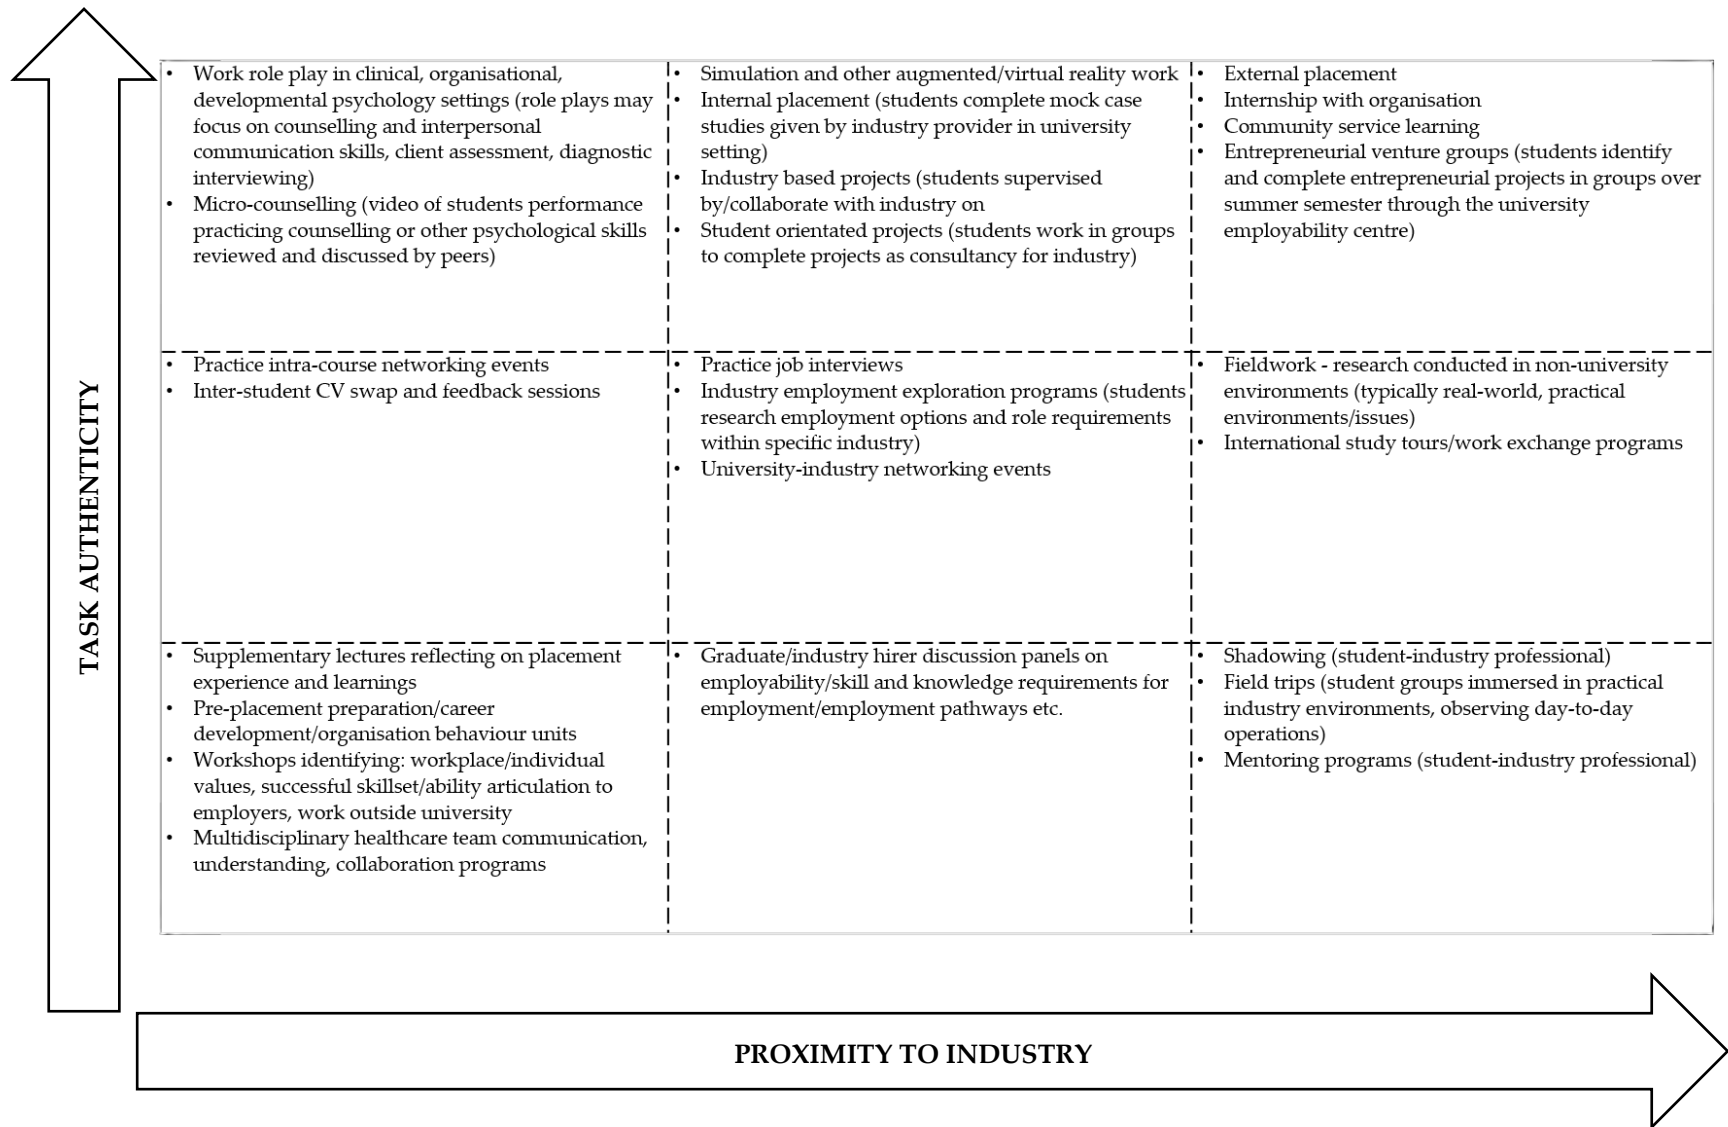 TASK AUTHENTICITY
• Work role play in clinical, organisational,
developmental psychology settings (role plays may
focus on counselling and interpersonal
communication skills, client assessment, diagnostic
interviewing)
• Micro-counselling (video of students performance
practicing counselling or other psychological skills
reviewed and discussed by peers)
• Simulation and other augmented/virtual reality work
• Internal placement (students complete mock case
studies given by industry provider in university
setting)
• Industry based projects (students supervised
by/collaborate with industry on
• Student orientated projects (students work in groups
to complete projects as consultancy for industry)
• External placement
• Internship with organisation
• Community service learning
• Entrepreneurial venture groups (students identify
and complete entrepreneurial projects in groups over
summer semester through the university
employability centre)
• Practice intra-course networking events
• Inter-student CV swap and feedback sessions
• Practice job interviews
• Industry employment exploration programs (students
research employment options and role requirements
within specific industry)
• University-industry networking events
• Fieldwork - research conducted in non-university
environments (typically real-world, practical
environments/issues)
• International study tours/work exchange programs
• Supplementary lectures reflecting on placement
experience and learnings
• Pre-placement preparation/career
development/organisation behaviour units
• Workshops identifying: workplace/individual
values, successful skillset/ability articulation to
employers, work outside university
• Multidisciplinary healthcare team communication,
understanding, collaboration programs
• Graduate/industry hirer discussion panels on
employability/skill and knowledge requirements for
employment/employment pathways etc.
• Shadowing (student-industry professional)
• Field trips (student groups immersed in practical
industry environments, observing day-to-day
operations)
• Mentoring programs (student-industry professional)
PROXIMITY TO INDUSTRY